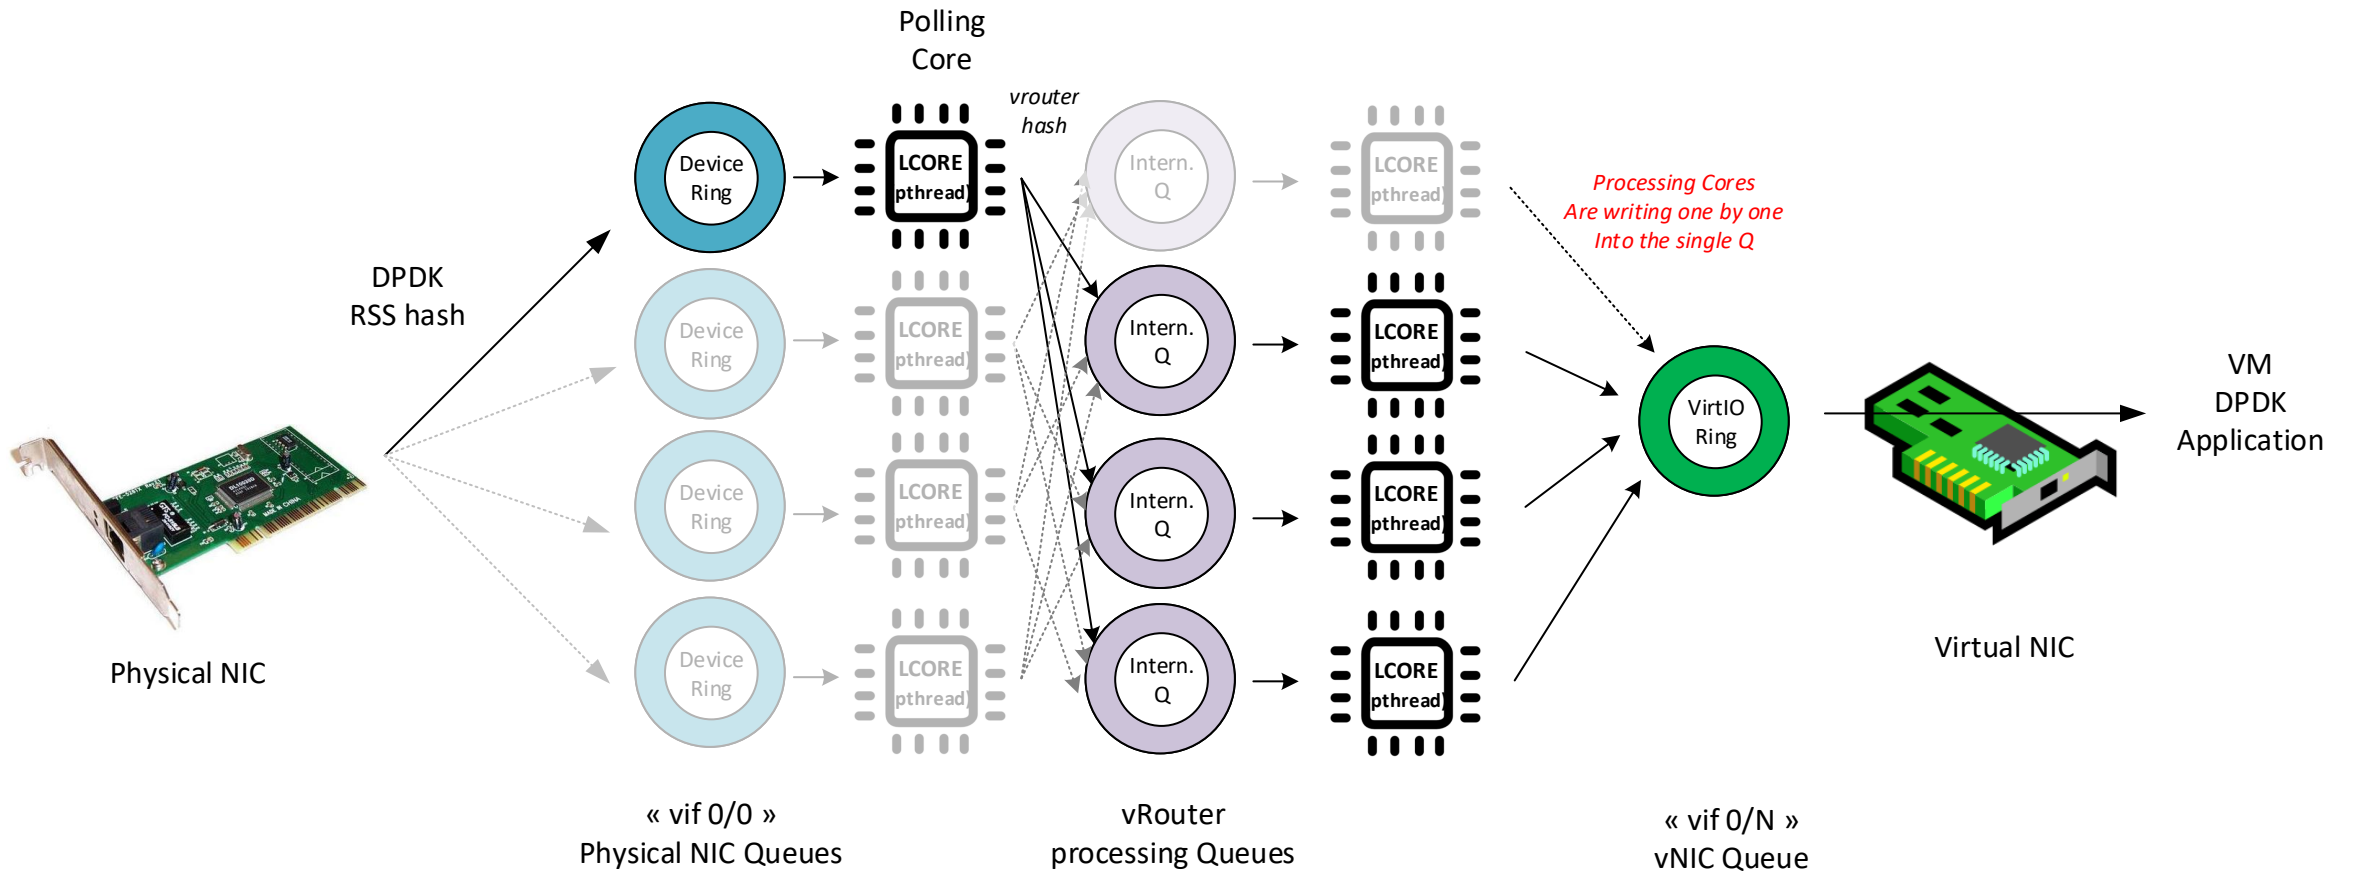 Polling
Core
vrouter
hash
DPDK
RSS hash
Device
Ring
LCORE
pthread)
Intern.
Q
LCORE
pthread)
Processing Cores
Are writing one by one
Into the single Q
Device
Ring
LCORE
pthread)
Intern.
Q
LCORE
pthread)
VirtIO
Ring
VM
DPDK
Application
Device
Ring
LCORE
pthread)
Intern.
Q
LCORE
pthread)
Device
Ring
LCORE
pthread)
Intern.
Q
LCORE
pthread)
Physical NIC
Virtual NIC
« vif 0/0 »
Physical NIC Queues
vRouter
processing Queues
« vif 0/N »
vNIC Queue